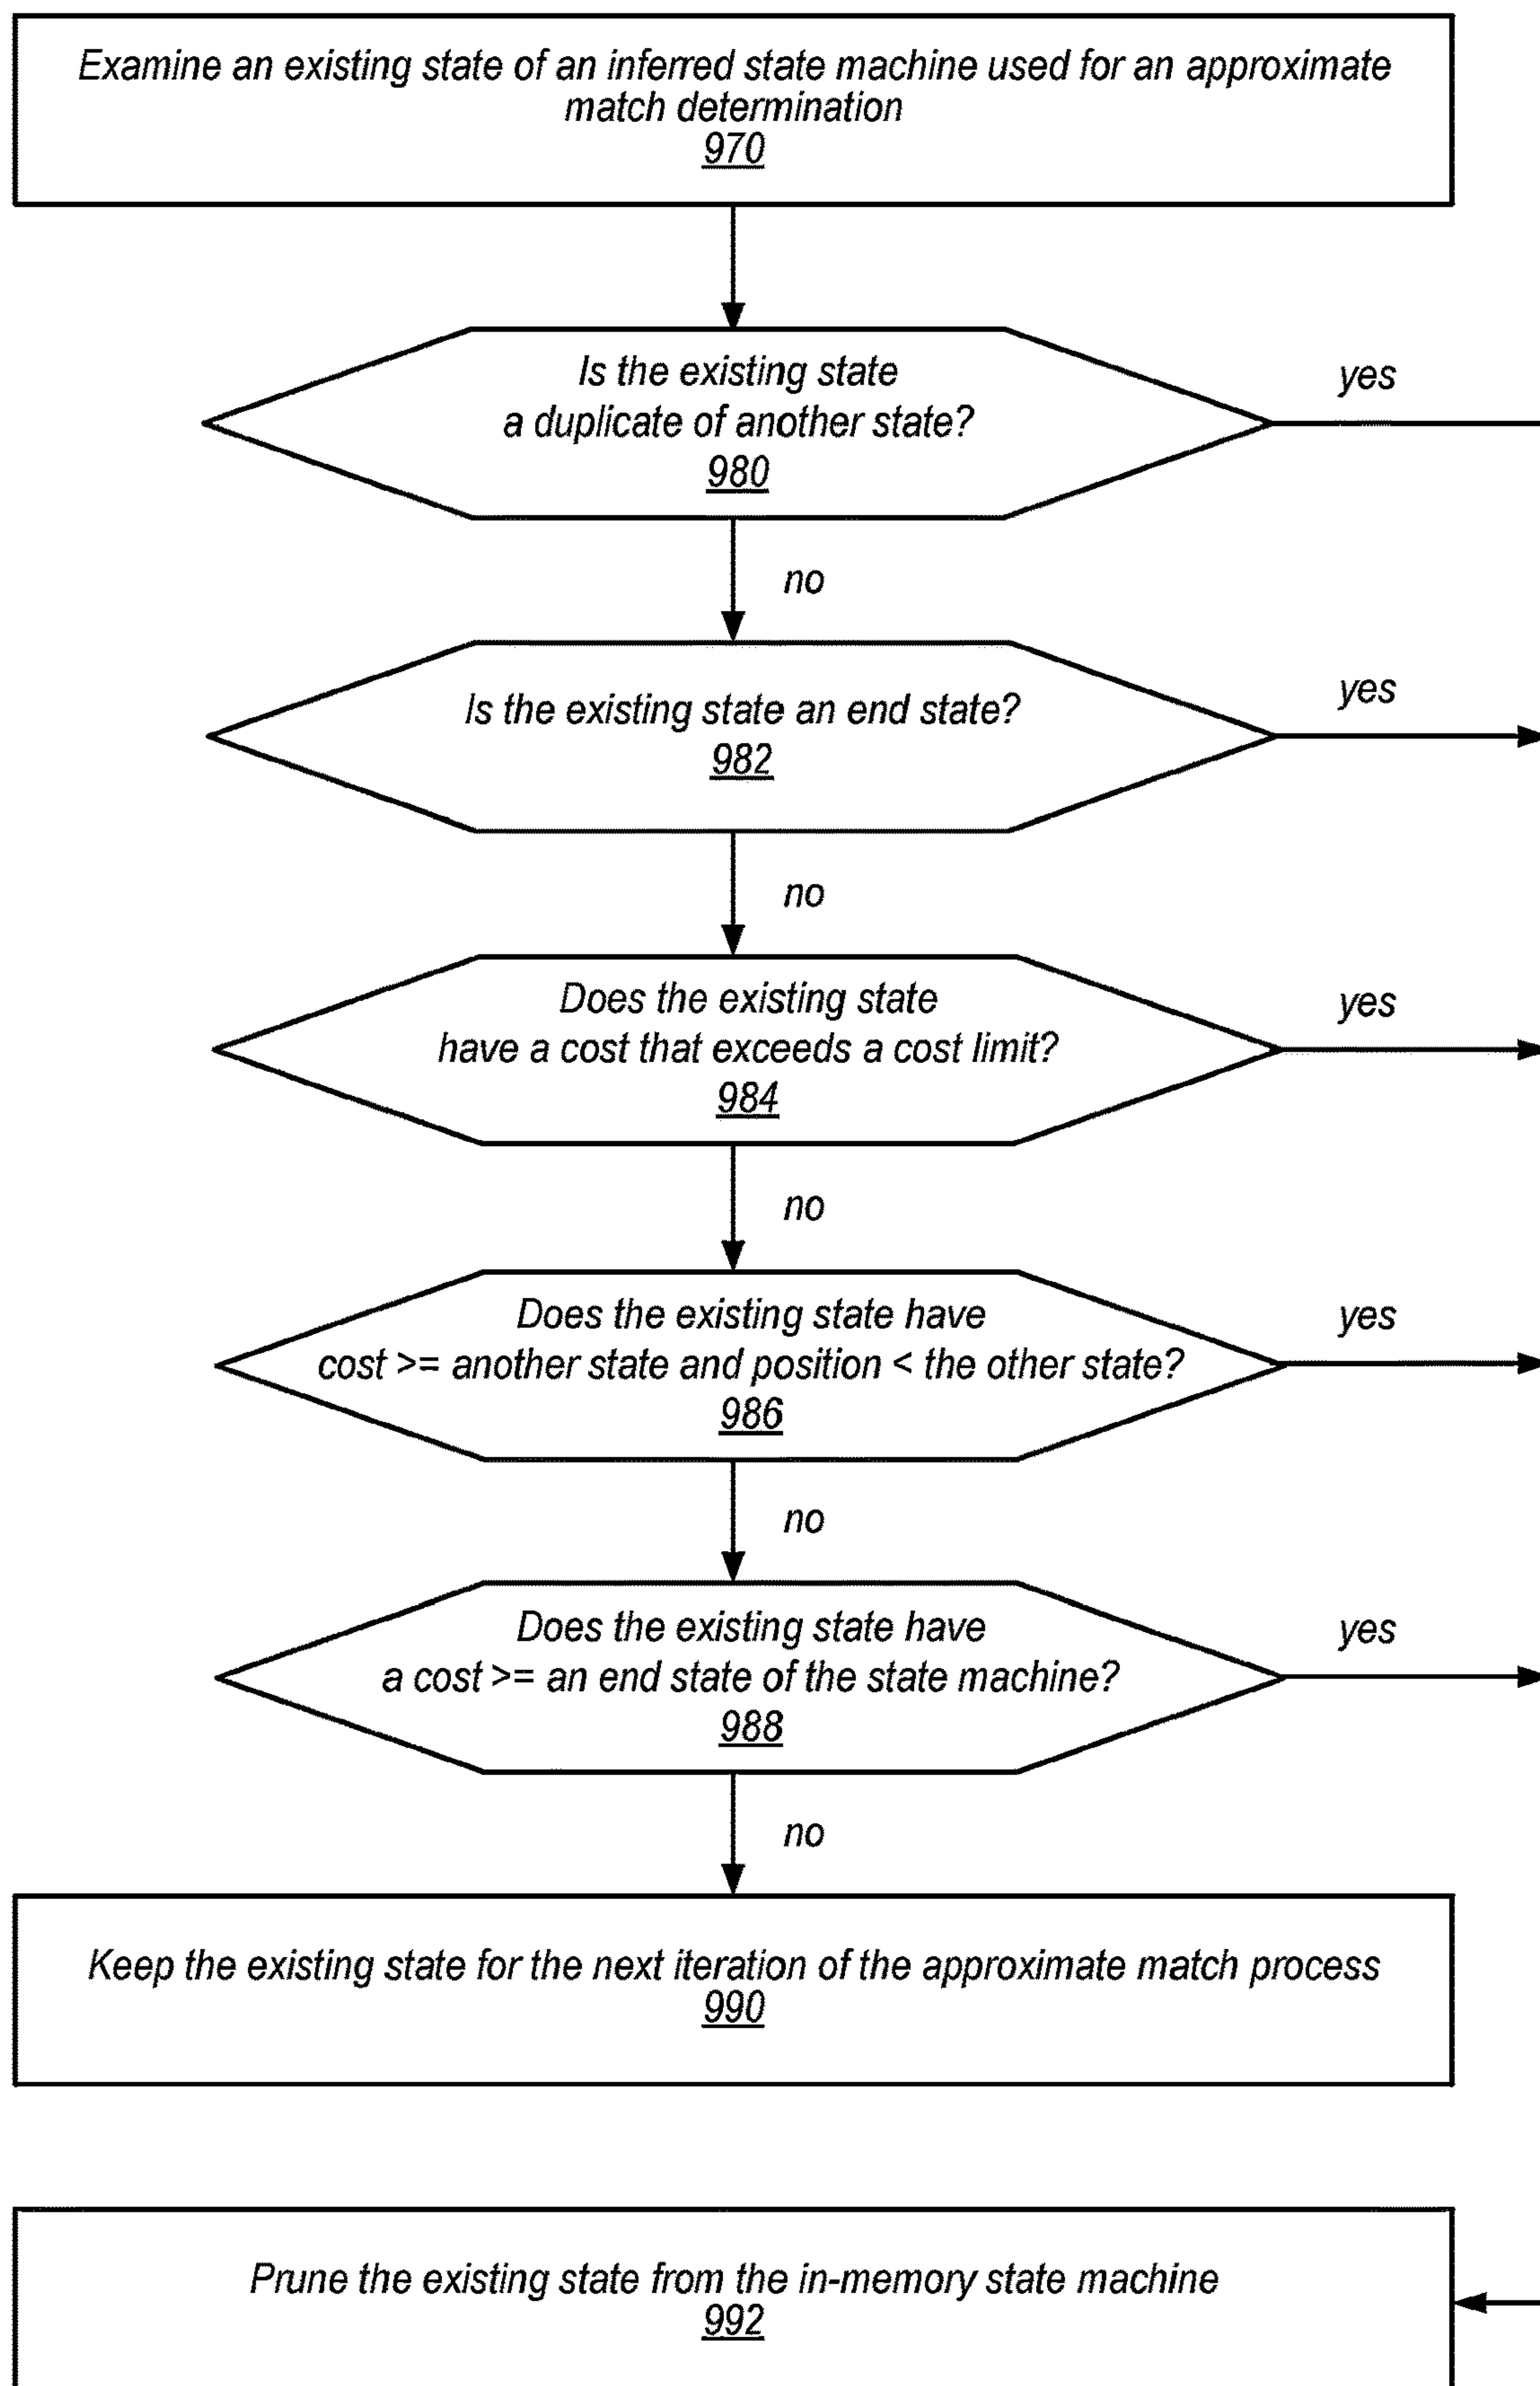 Examine an existing state of an inferred state machine used for an approximate
match determination
970
Is the existing state
a duplicate of another state?
980
yes
no
Is the existing state an end state?
982
yes
no
Does the existing state
have a cost that exceeds a cost limit?
984
yes
no
Does the existing state have
cost >= another state and position < the other state?
986
yes
no
Does the existing state have
a cost >= an end state of the state machine?
988
yes
no
Keep the existing state for the next iteration of the approximate match process
990
Prune the existing state from the in-memory state machine
992